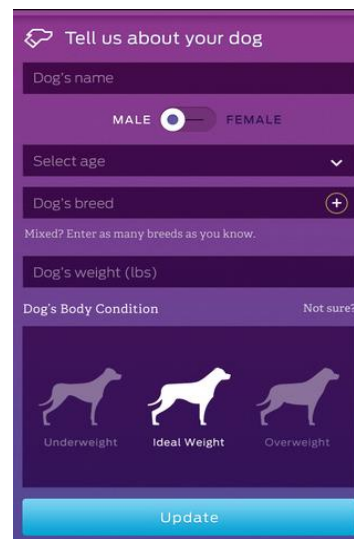 Tell us about your dog
Dog's name
MALE FEMALE
Select age
Dog's breed
Mixed? Enter as many breeds as you know.
Dog's weight (lbs)
Dog's Body Condition Not sure?
Underweight Ideal Weight Overweight
Update